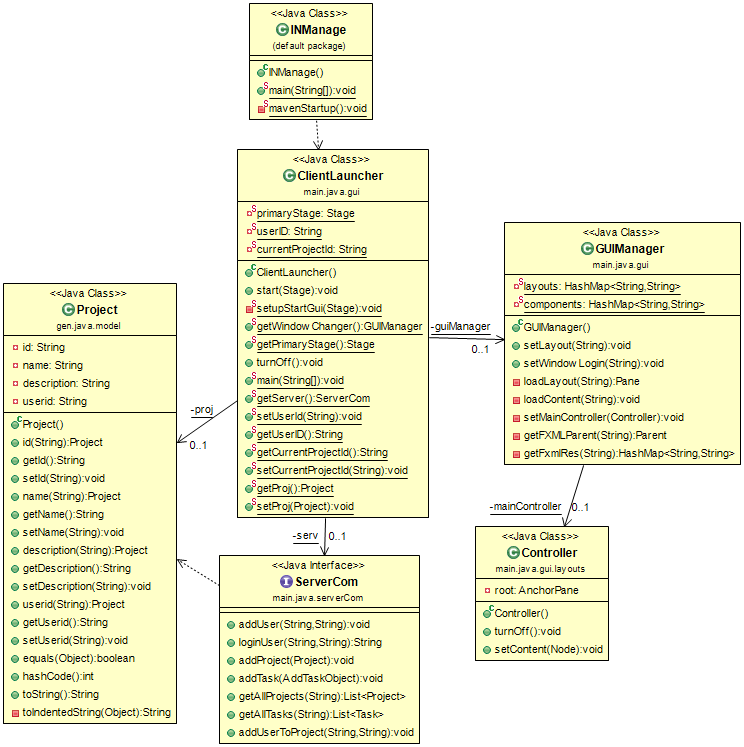 <<Java Class>>
INManage
(default package)
INManage()
main(String[]):void
mavenStartup():void
<<Java Class>>
ClientLauncher
main.java.gui
primaryStage: Stage
userID: String
currentProjectId: String
ClientLauncher()
start(Stage):void
setupStartGui(Stage):void
getWindow Changer():GUIManager
getPrimaryStage():Stage
turnOff():void
main(String[]):void
getServer():ServerCom
setUserId(String):void
getUserID():String
getCurrentProjectId():String
setCurrentProjectId(String):void
getProj():Project
setProj(Project):void
-guiManager
0..1
<<Java Class>>
GUIManager
main.java.gui
layouts: HashMap<String,String>
components: HashMap<String,String>
GUIManager()
setLayout(String):void
setWindow Login(String):void
loadLayout(String):Pane
loadContent(String):void
setMainController(Controller):void
getFXMLParent(String):Parent
getFxmlRes(String):HashMap<String,String>
<<Java Class>>
Project
gen.java.model
id: String
name: String
description: String
userid: String
Project()
id(String):Project
getId():String
setId(String):void
name(String):Project
getName():String
setName(String):void
description(String):Project
getDescription():String
setDescription(String):void
userid(String):Project
getUserid():String
setUserid(String):void
equals(Object):boolean
hashCode():int
toString():String
toIndentedString(Object):String
-proj
0..1
-serv
0..1
<<Java Interface>>
ServerCom
main.java.serverCom
addUser(String,String):void
loginUser(String,String):String
addProject(Project):void
addTask(AddTaskObject):void
getAllProjects(String):List<Project>
getAllTasks(String):List<Task>
addUserToProject(String,String):void
-mainController
0..1
<<Java Class>>
Controller
main.java.gui.layouts
root: AnchorPane
Controller()
turnOff():void
setContent(Node):void